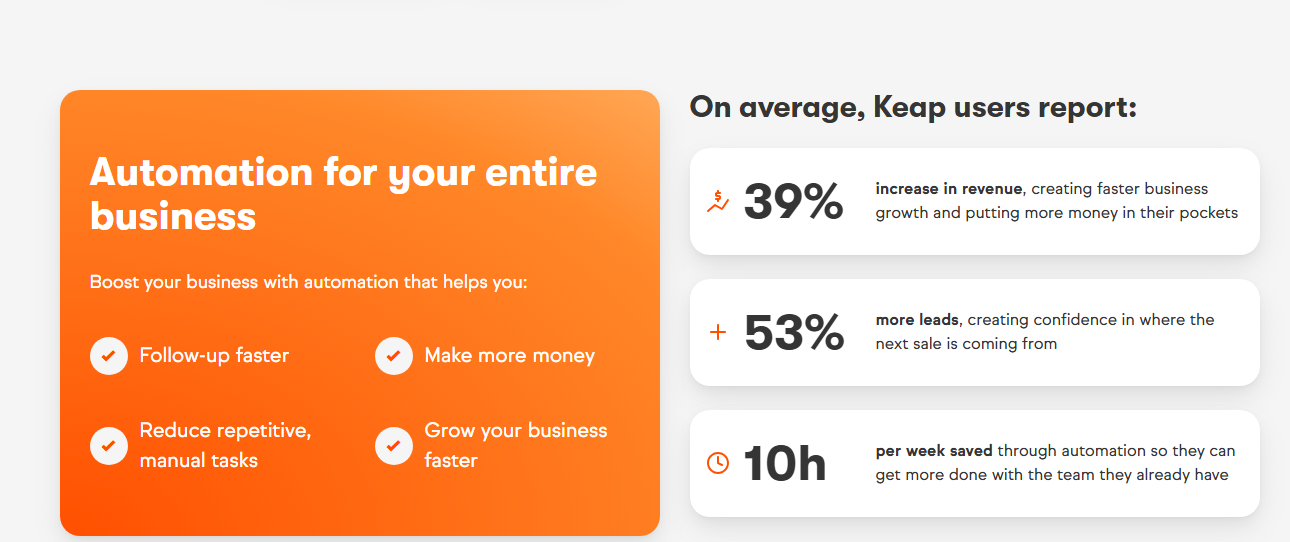 Automation for your entire
business
Boost your business with automation that helps you:
Follow-up faster
Make more money
Reduce repetitive,
manual tasks
Grow your business
faster
On average, Keap users report:
39%
increase in revenue, creating faster business
growth and putting more money in their pockets
53%
more leads, creating confidence in where the
next sale is coming from
10h
per week saved through automation so they can
get more done with the team they already have